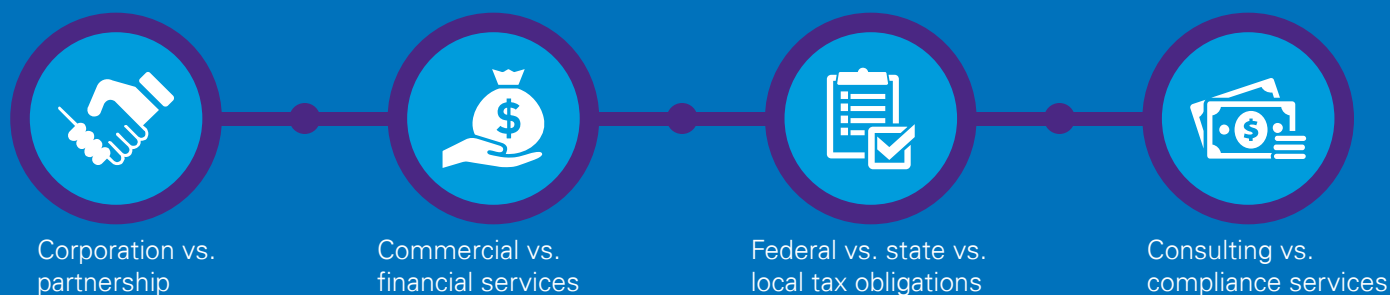 $
$
Corporation vs.
partnership
Commercial vs.
financial services
Federal vs. state vs.
local tax obligations
Consulting vs.
compliance services